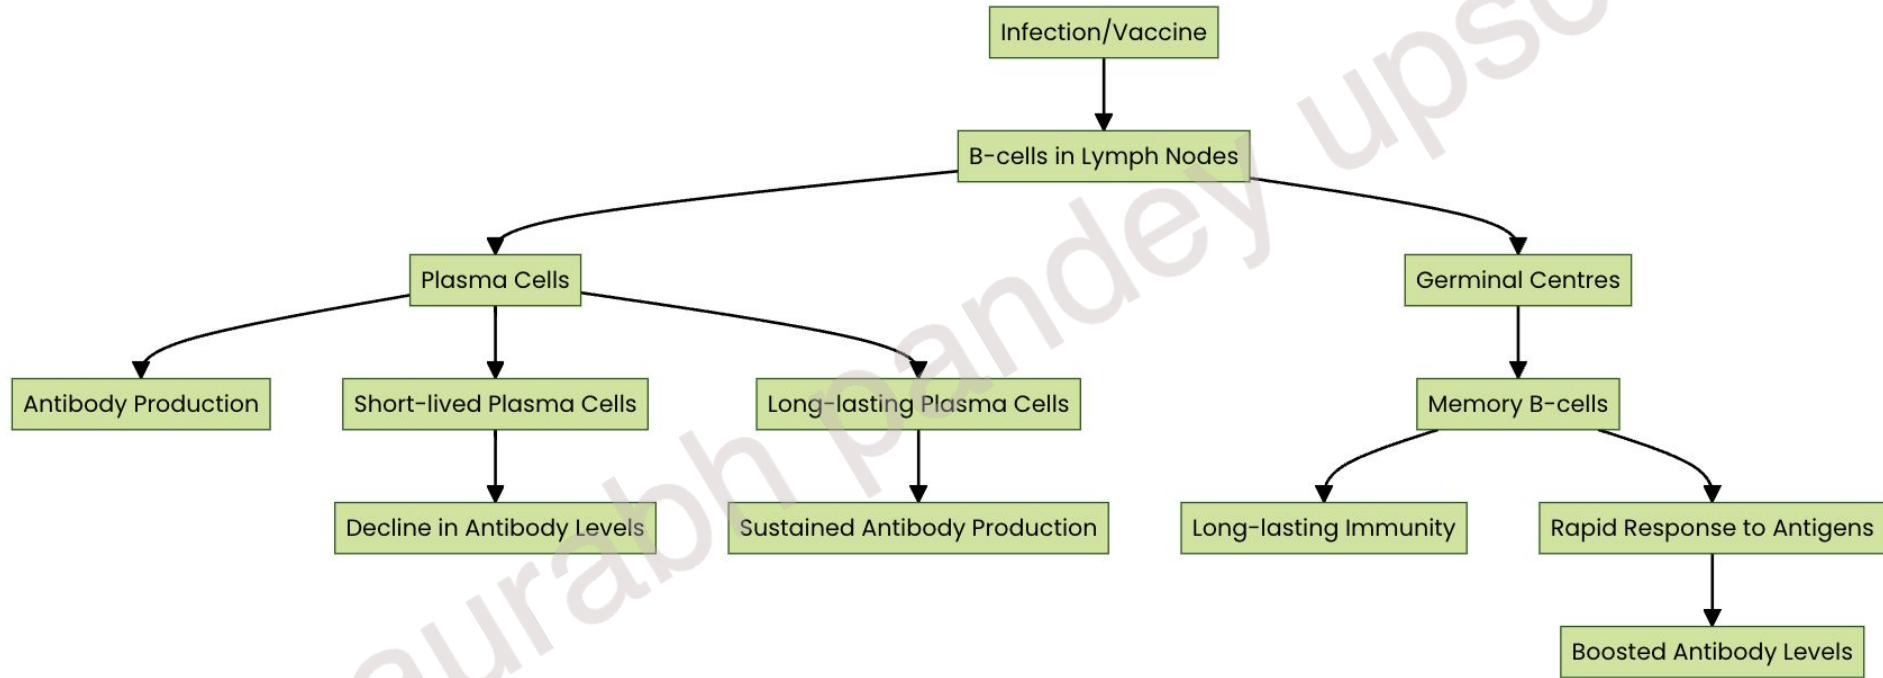 Infection/Vaccine
B-cells in Lymph Nodes
Plasma Cells
Germinal Centres
Antibody Production
Short-lived Plasma Cells
Long-lasting Plasma Cells
Memory B-cells
Decline in Antibody Levels
Sustained Antibody Production
Long-lasting Immunity
Rapid Response to Antigens
Boosted Antibody Levels
aurabh pandey upsc